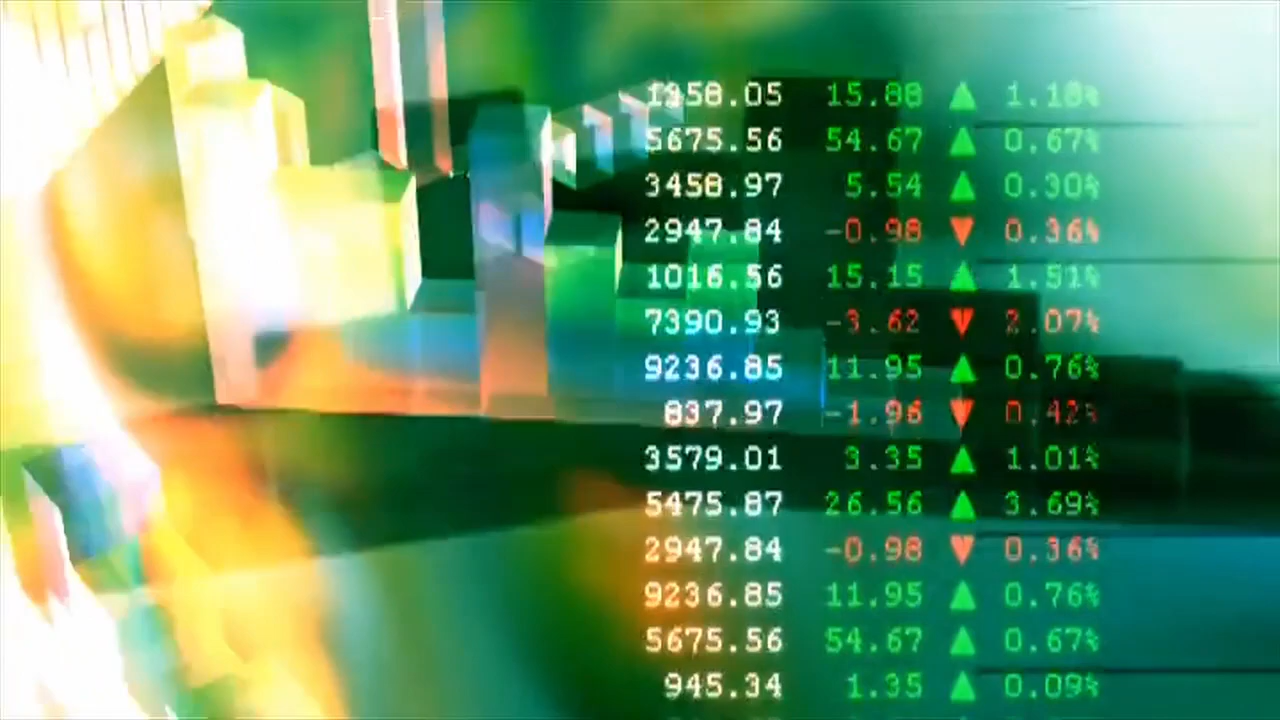 1358.05 15.88 ▲ 1.18%
5675.56 54.67 ▲ 0.67%
3458.97 5.54 ▲ 0.30%
2947.84 -0.98 ▼ 0.36%
1016.56 15.15 ▲ 1.51%
7390.93 -3.62 ▼ 2.07%
9236.85 11.95 ▲ 0.76%
837.97 -1.96 ▼ 0.42%
3579.01 3.35 ▲ 1.01%
5475.87 26.56 ▲ 3.69%
2947.84 -0.98 ▼ 0.36%
9236.85 11.95 ▲ 0.76%
5675.56 54.67 ▲ 0.67%
945.34 1.35 ▲ 0.09%